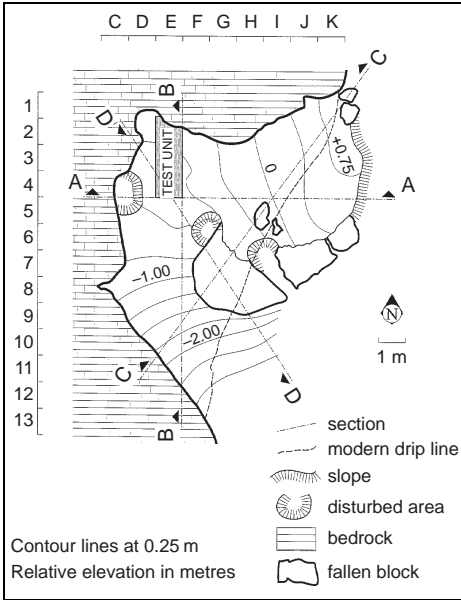 C D E F G H I J K
1
2
3
4
5
6
7
8
9
10
11
12
13
C
B
D
TEST UNIT
0
+0.75
A
A
−1.00
−2.00
N
1 m
C
D
B
section
modern drip line
slope
disturbed area
bedrock
fallen block
Contour lines at 0.25 m
Relative elevation in metres